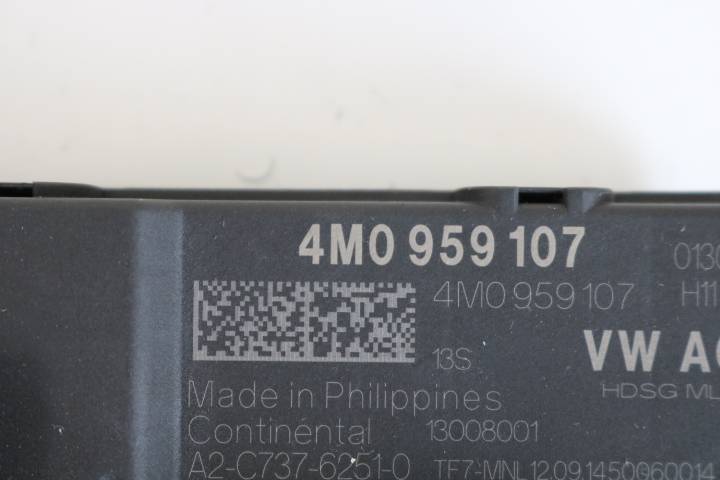 4M0 959 107
0130
4M0 959 107 H11
13S VW AG
HDSG ML
Made in Philippines
Continental 13008001
A2-C737-6251-0 TF7-MNL12.09.1450060014